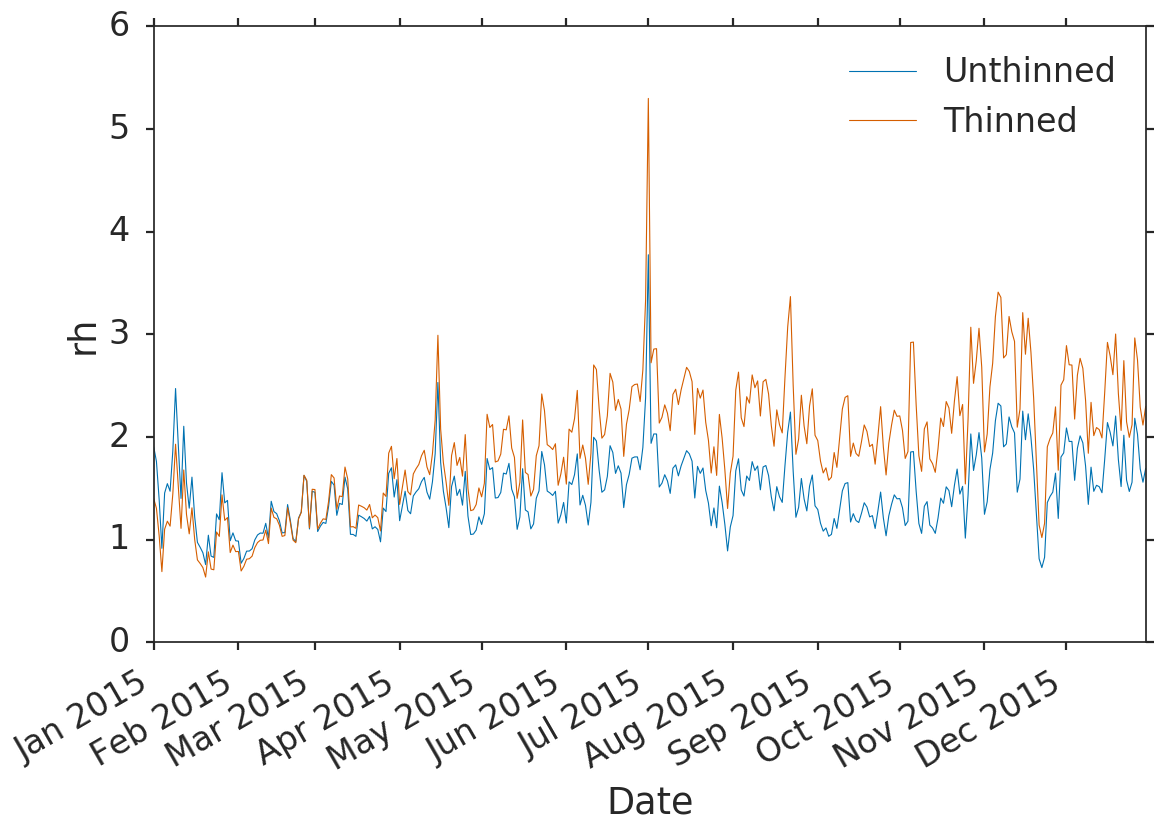 6
5
4
3
2
1
0
rh
Unthinned
Thinned
Jan 2015
Feb 2015
Mar 2015
Apr 2015
May 2015
Jun 2015
Jul 2015
Aug 2015
Sep 2015
Oct 2015
Nov 2015
Dec 2015
Date